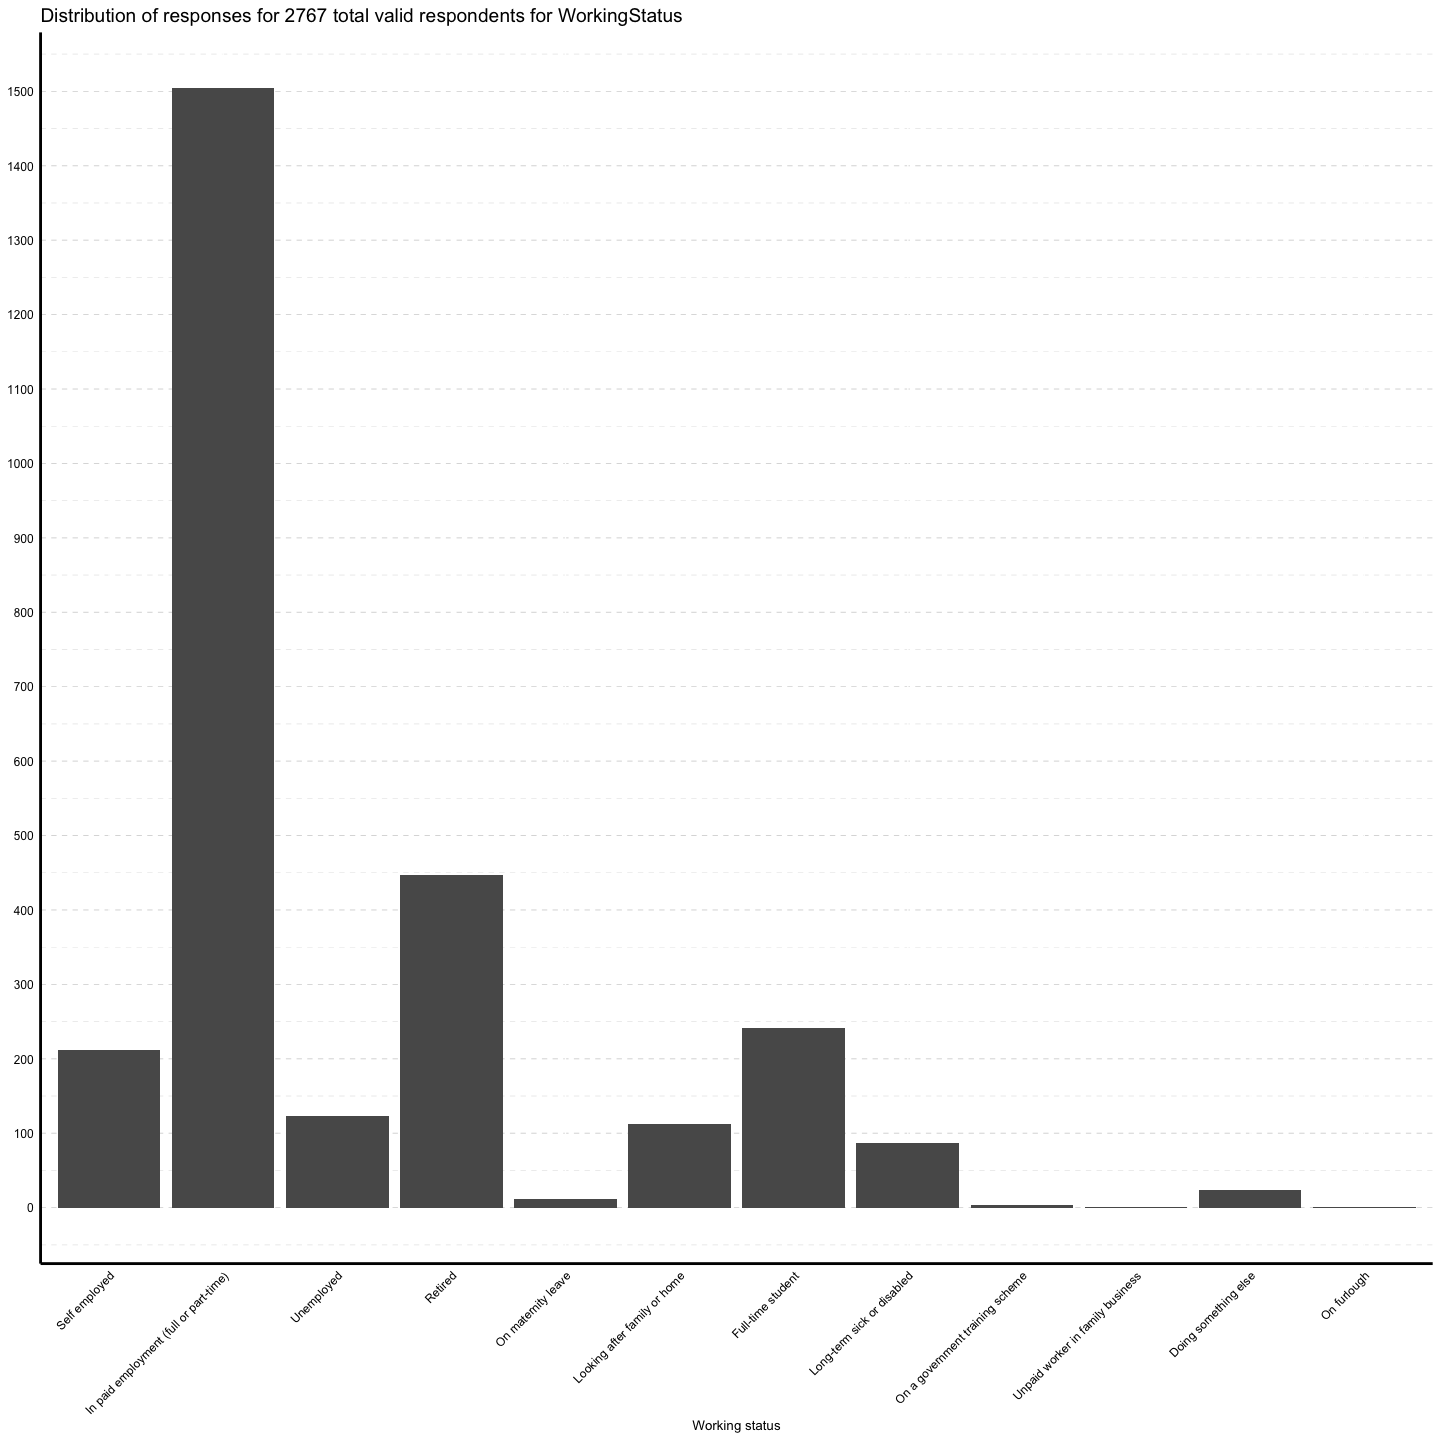 Distribution of responses for 2767 total valid respondents for WorkingStatus
1500
1400
1300
1200
1100
1000
900
800
700
600
500
400
300
200
100
0
Self employed
In paid employment (full or part-time)
Unemployed
Retired
On maternity leave
Looking after family or home
Full-time student
Long-term sick or disabled
On a government training scheme
Unpaid worker in family business
Doing something else
On furlough
Working status